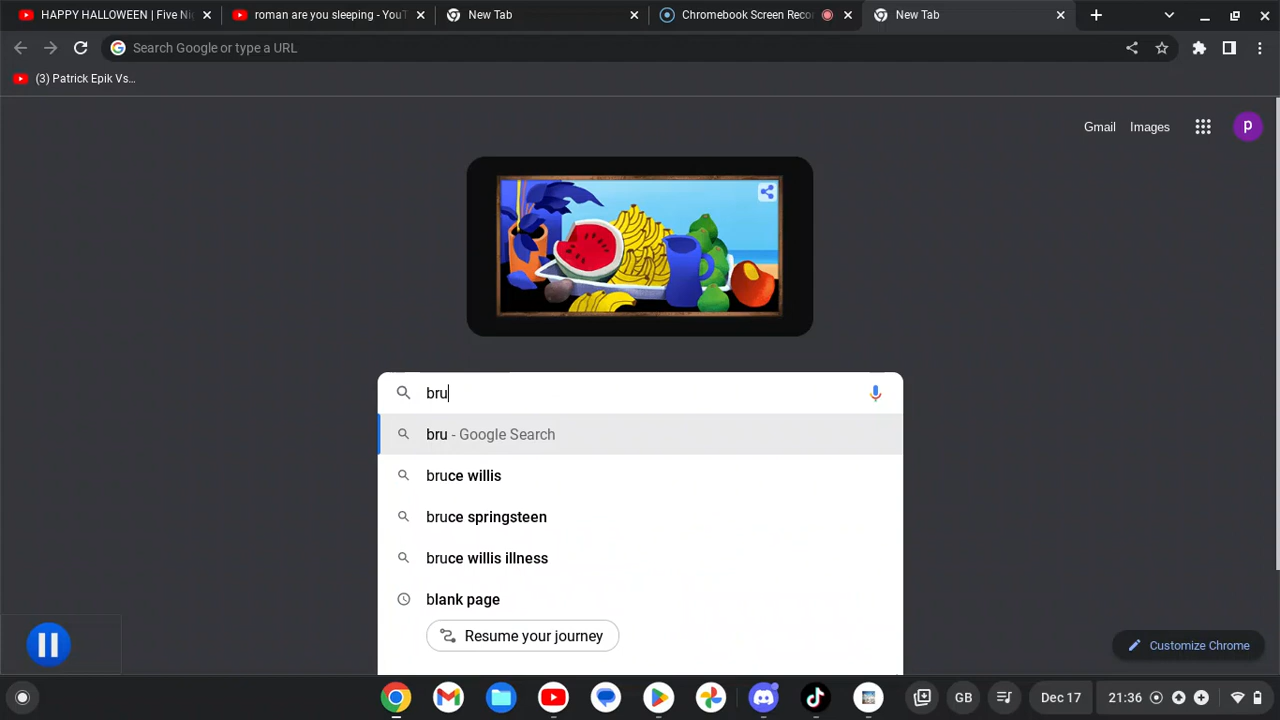 HAPPY HALLOWEEN | Five Ni
roman are you sleeping - YouT
New Tab
Chromebook Screen Recor
New Tab
Search Google or type a URL
(3) Patrick Epik Vs...
Gmail
Images
p
bru
bru - Google Search
bruce willis
bruce springsteen
bruce willis illness
blank page
Resume your journey
Customize Chrome
GB
Dec 17
21:36